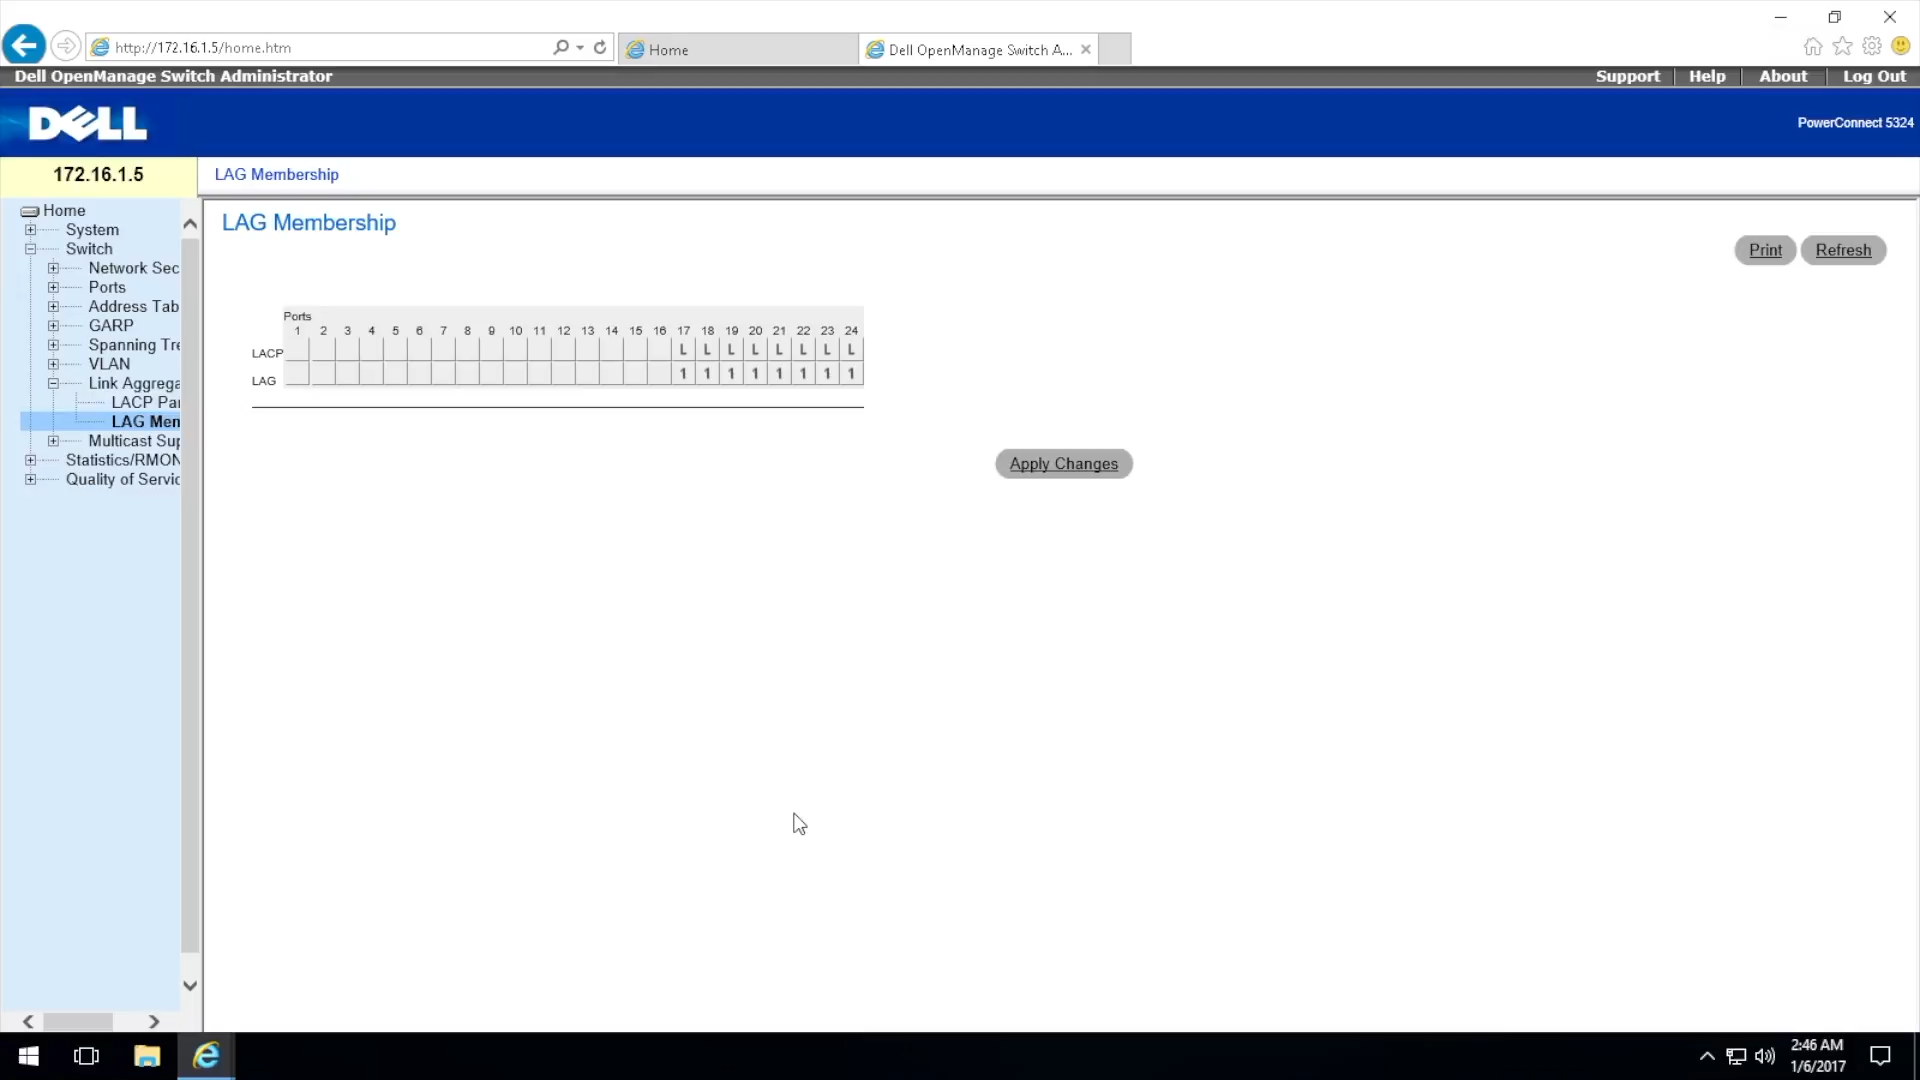 http://172.16.1.5/home.htm
Home
Dell OpenManage Switch A...
Dell OpenManage Switch Administrator
Support
Help
About
Log Out
DELL
PowerConnect 5324
172.16.1.5
LAG Membership
Home
System
Switch
Network Sec
Ports
Address Tab
GARP
Spanning Tre
VLAN
Link Aggrega
LACP Par
LAG Mem
Multicast Sup
Statistics/RMON
Quality of Servic
LAG Membership
Print
Refresh
Ports
1 2 3 4 5 6 7 8 9 10 11 12 13 14 15 16 17 18 19 20 21 22 23 24
LACP L L L L L L L L
LAG 1 1 1 1 1 1 1 1
Apply Changes
2:46 AM
1/6/2017